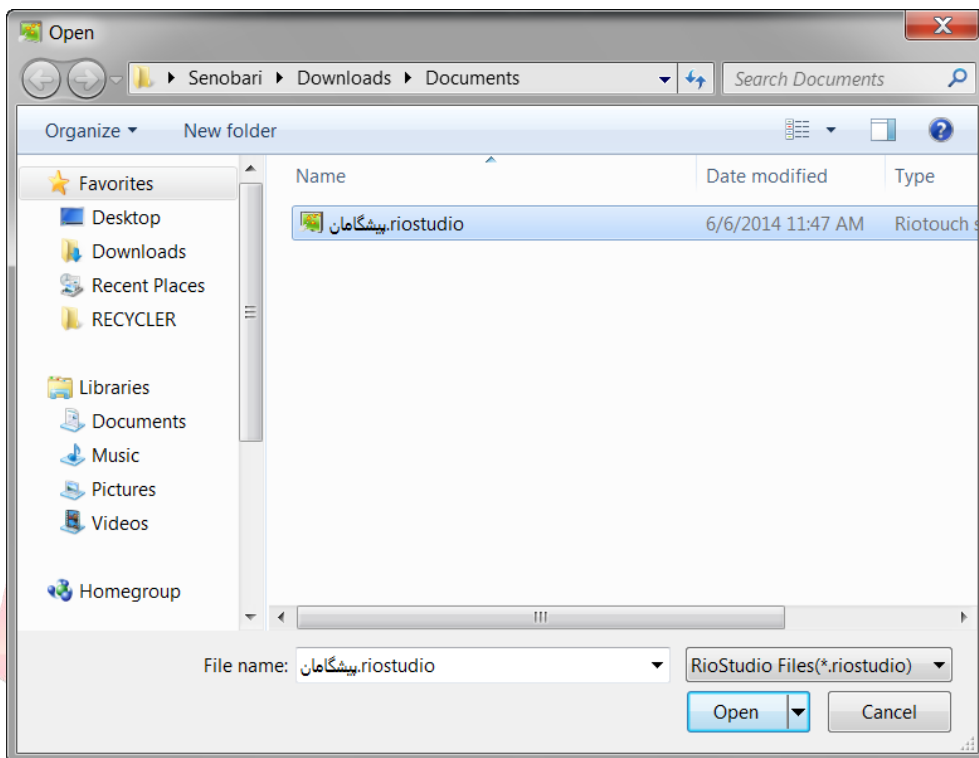 Open
Senobari Downloads Documents
Search Documents
Organize New folder
Name Date modified Type
Favorites
Desktop
Downloads
Recent Places
RECYCLER
Libraries
Documents
Music
Pictures
Videos
Homegroup
پیشگامان.riostudio 6/6/2014 11:47 AM Riotouch s
File name: پیشگامان.riostudio RioStudio Files(*.riostudio)
Open Cancel